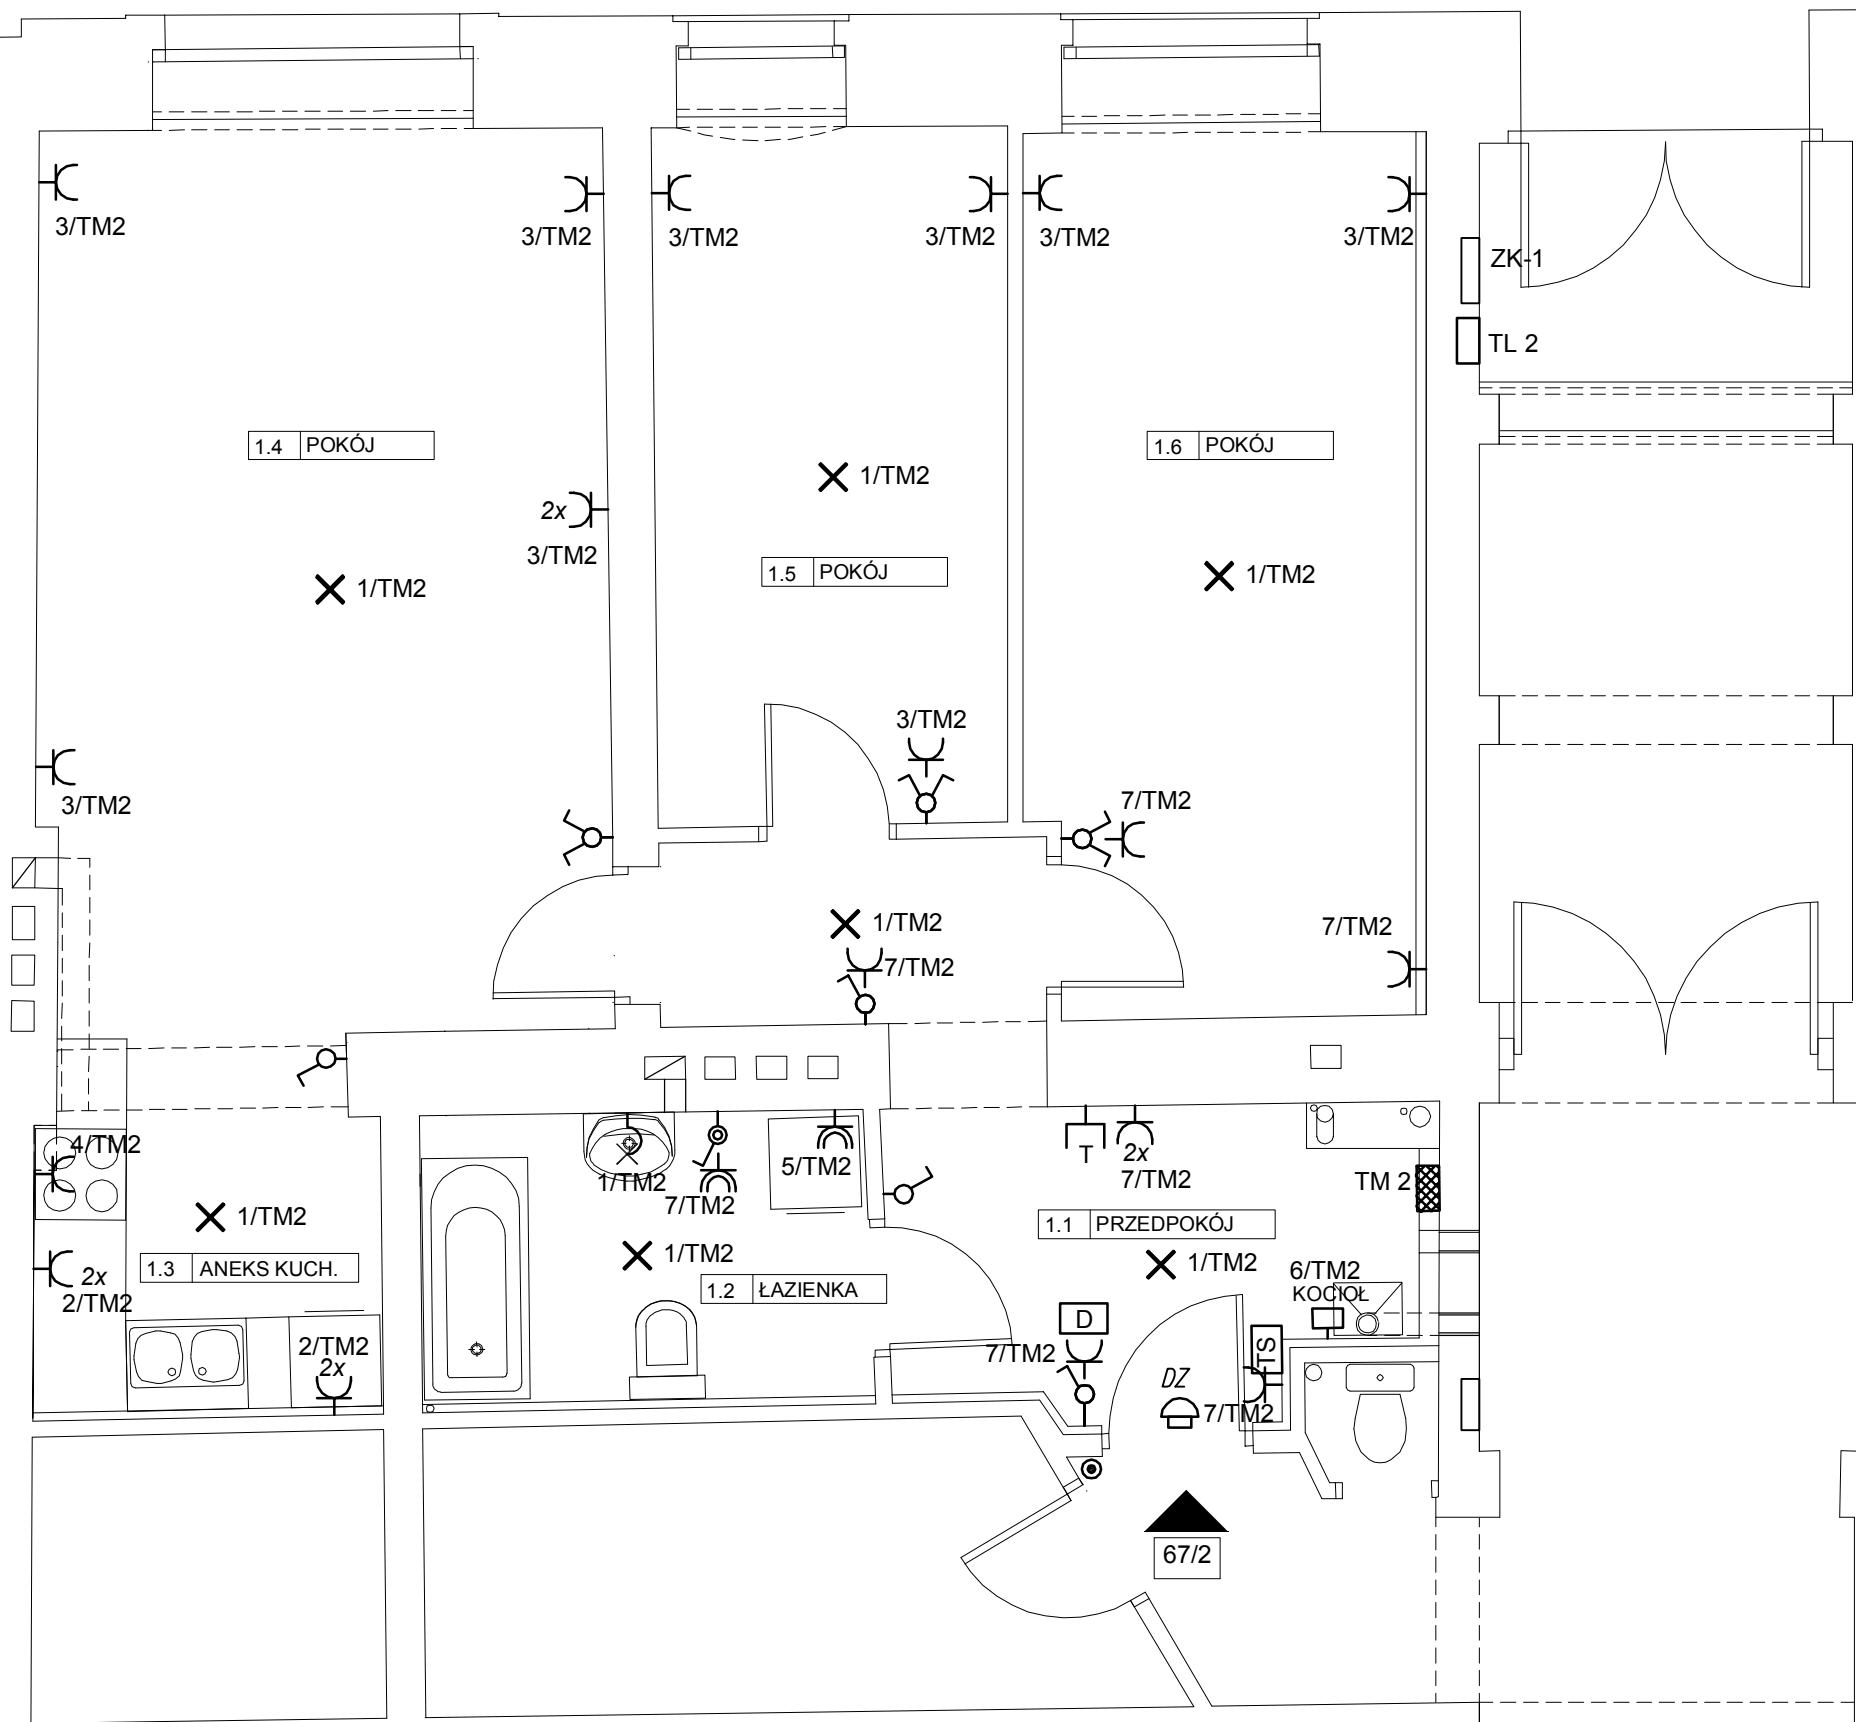 3/TM2
3/TM2
3/TM2
3/TM2
3/TM2
3/TM2
ZK-1
TL 2
1.4 POKÓJ
1.6 POKÓJ
1/TM2
2x
3/TM2
1.5 POKÓJ
1/TM2
1/TM2
3/TM2
3/TM2
7/TM2
1/TM2
7/TM2
7/TM2
4/TM2
1/TM2
7/TM2
5/TM2
T
2x
7/TM2
TM 2
1/TM2
1.3 ANEKS KUCH.
2x
2/TM2
1/TM2
1.2 ŁAZIENKA
1.1 PRZEDPOKÓJ
1/TM2
6/TM2
KOCIOŁ
D
7/TM2
TS
2/TM2
2x
DZ
7/TM2
67/2